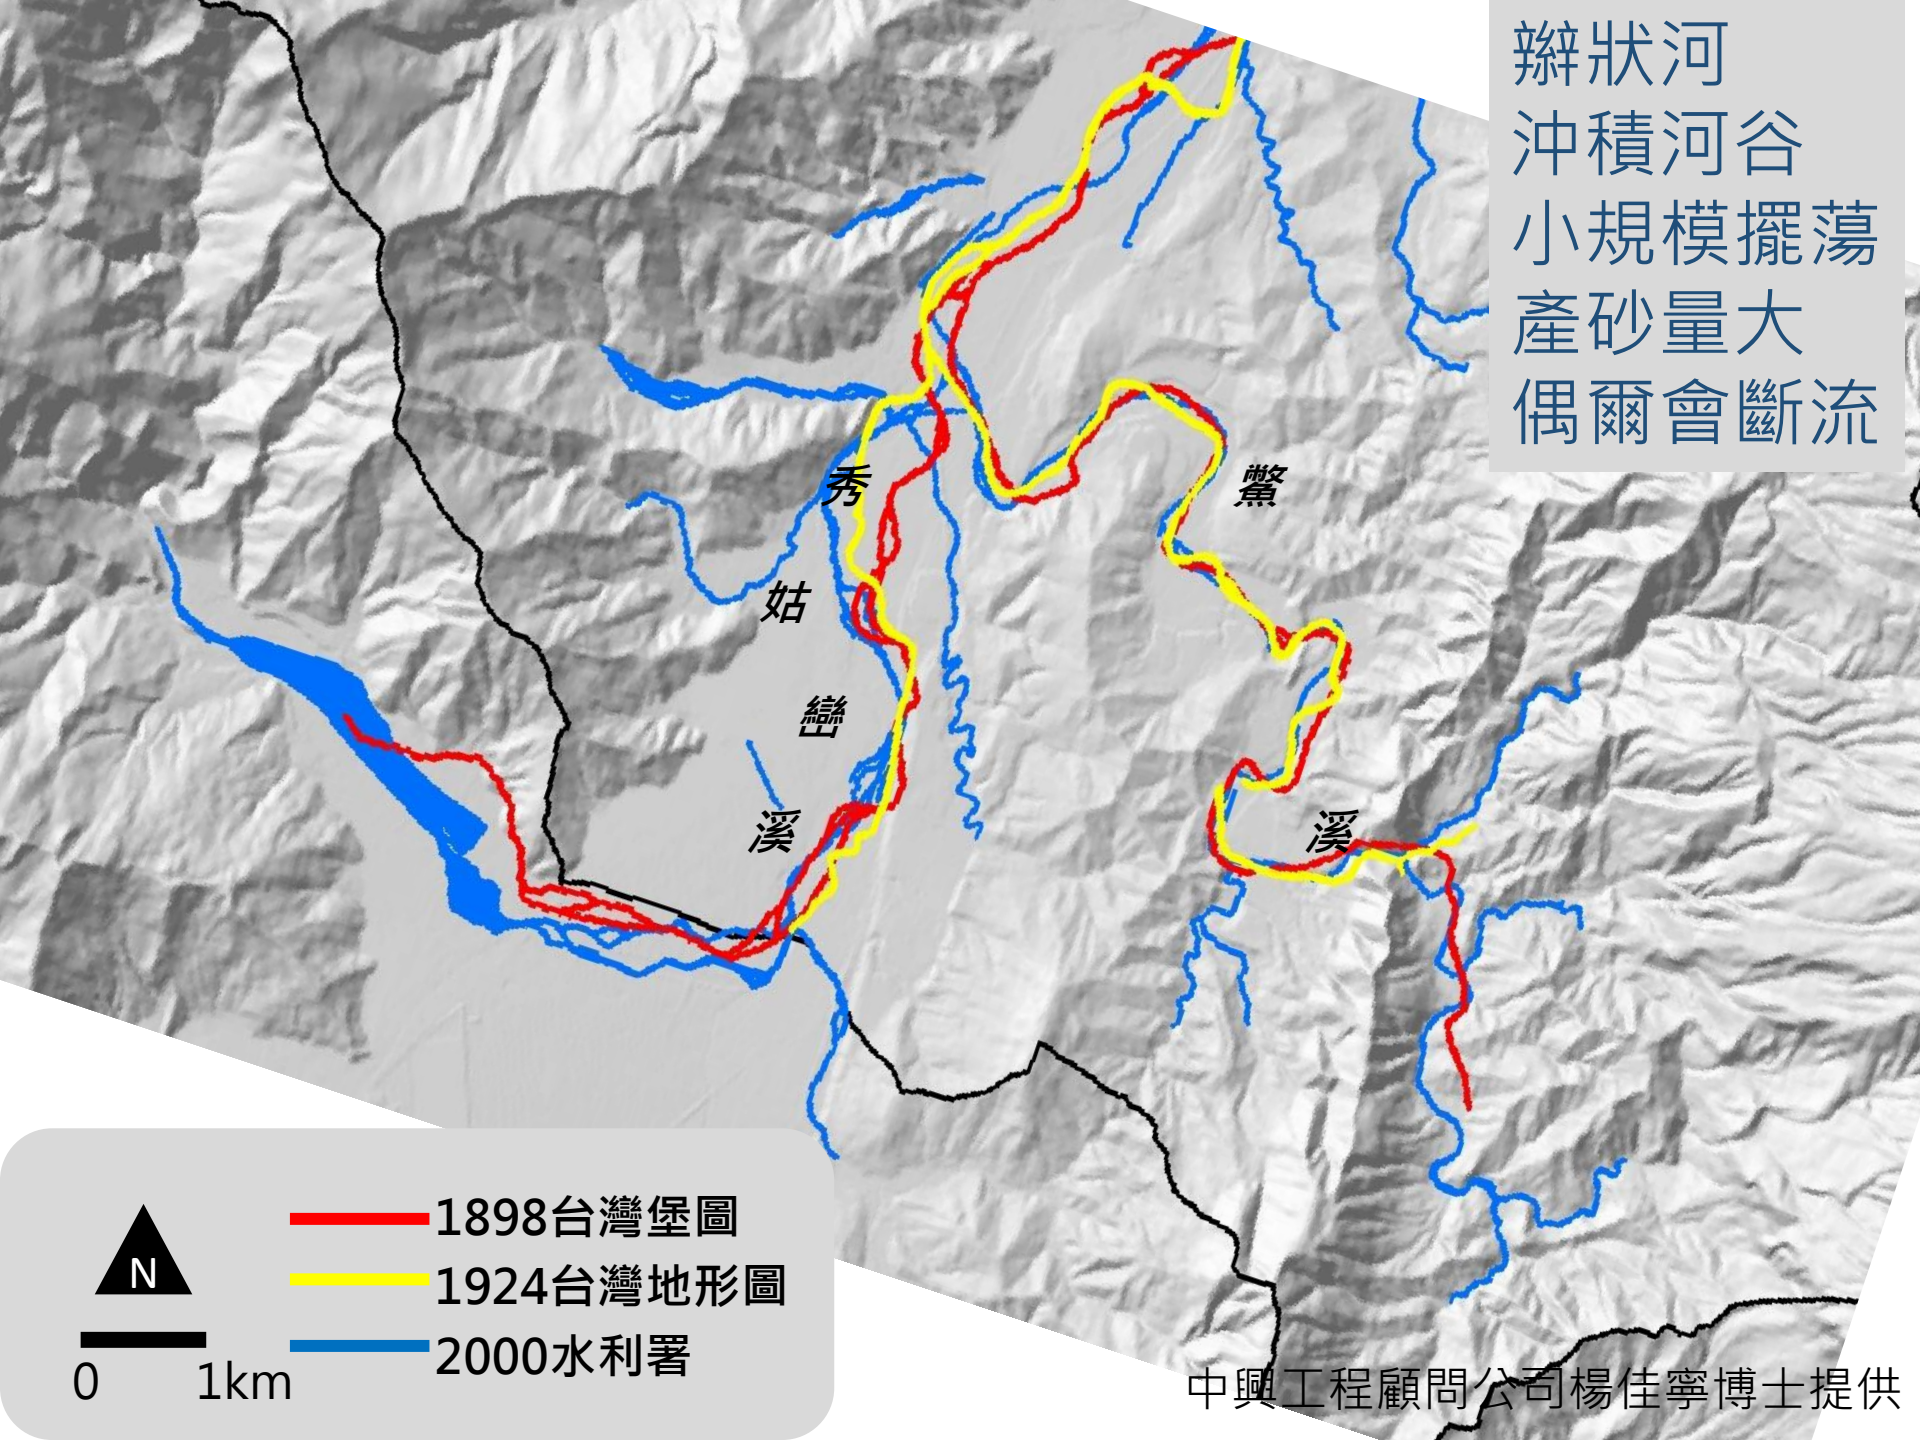 辮狀河
沖積河谷
小規模擺蕩
產砂量大
偶爾會斷流
秀
姑
巒
溪
鱉
溪
N
0 1km
1898台灣堡圖
1924台灣地形圖
2000水利署
中興工程顧問公司楊佳寧博士提供